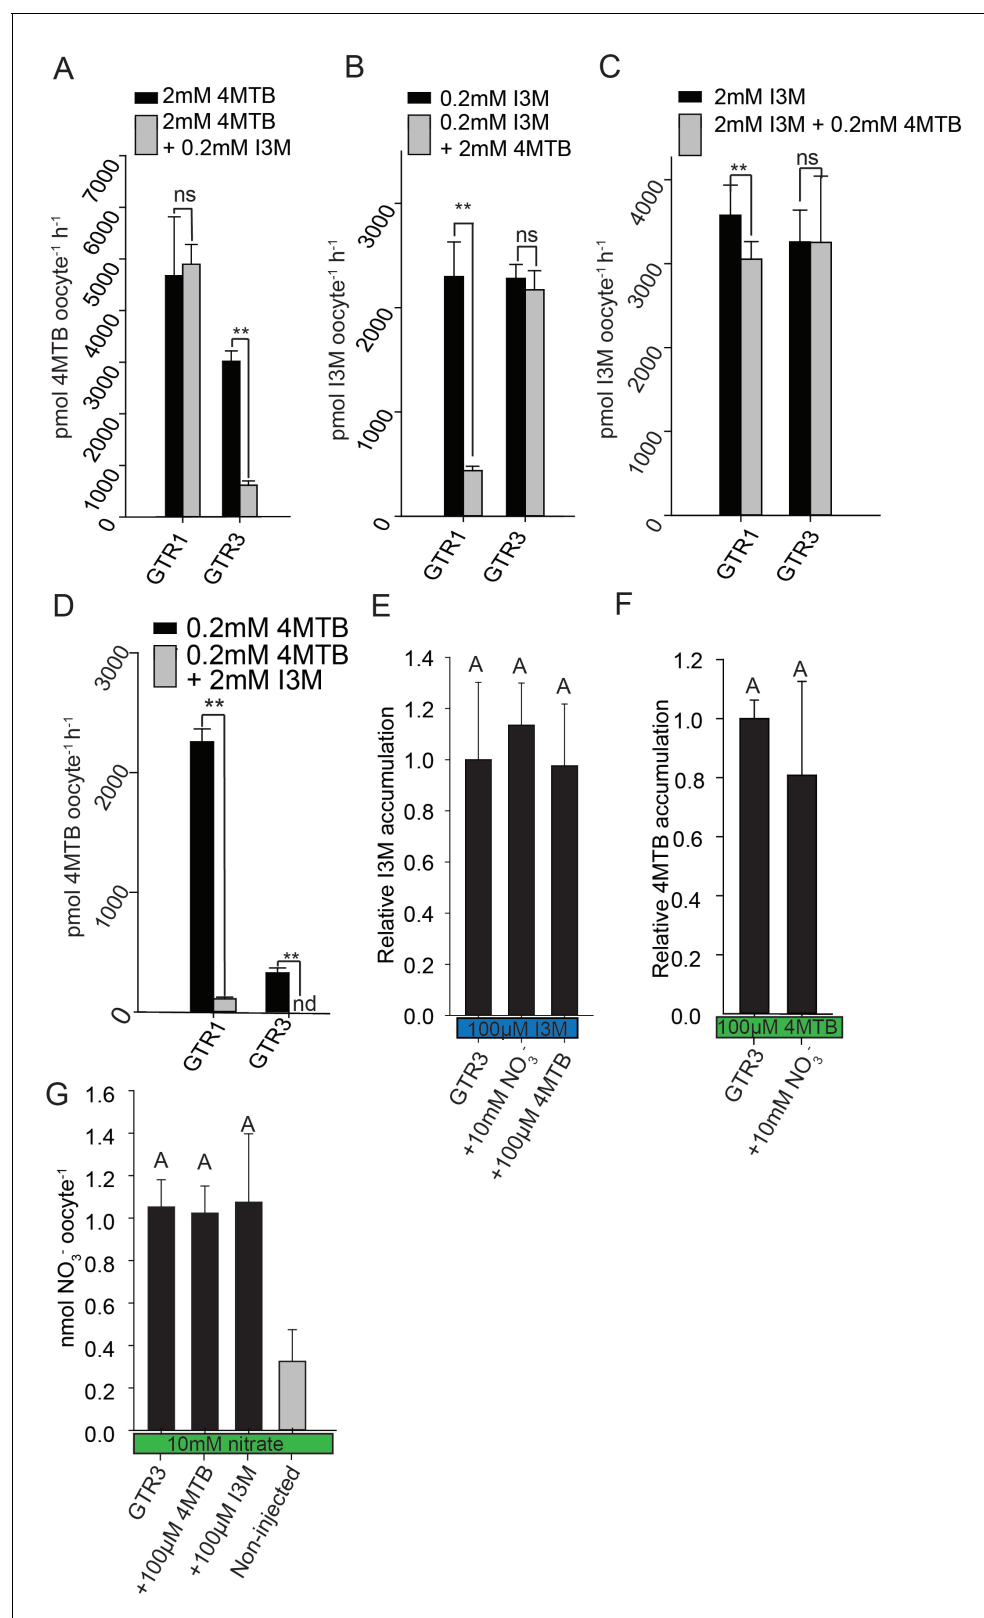 A
2mM 4MTB
2mM 4MTB
+ 0.2mM I3M
pmol 4MTB oocyte⁻¹ h⁻¹
7000
6000
5000
4000
3000
2000
1000
0
ns
**
GTR1
GTR3
B
0.2mM I3M
0.2mM I3M
+ 2mM 4MTB
pmol I3M oocyte⁻¹ h⁻¹
3000
2000
1000
0
**
ns
GTR1
GTR3
C
2mM I3M
2mM I3M + 0.2mM 4MTB
pmol I3M oocyte⁻¹ h⁻¹
4000
3000
2000
1000
0
**
ns
GTR1
GTR3
D
0.2mM 4MTB
0.2mM 4MTB
+ 2mM I3M
pmol 4MTB oocyte⁻¹ h⁻¹
3000
2000
1000
0
**
**
nd
GTR1
GTR3
E
Relative I3M accumulation
1.4
1.2
1.0
0.8
0.6
0.4
0.2
0.0
A
A
A
100µM I3M
GTR3
+10mM NO₃⁻
+100µM 4MTB
F
Relative 4MTB accumulation
1.2
1.0
0.8
0.6
0.4
0.2
0.0
A
A
100µM 4MTB
GTR3
+10mM NO₃⁻
G
nmol NO₃⁻ oocyte⁻¹
1.6
1.4
1.2
1.0
0.8
0.6
0.4
0.2
0.0
A
A
A
10mM nitrate
GTR3
+100µM 4MTB
+100µM I3M
Non-injected